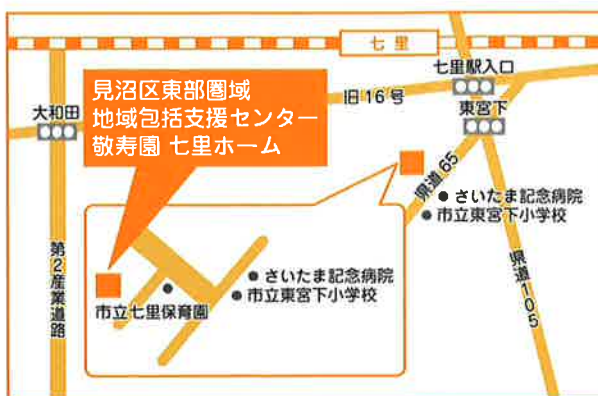 七里
七里駅入口
見沼区東部圏域
地域包括支援センター
敬寿園 七里ホーム
大和田
旧16号
東宮下
県道65
さいたま記念病院
市立東宮下小学校
第2産業道路
県道105
さいたま記念病院
市立東宮下小学校
市立七里保育園